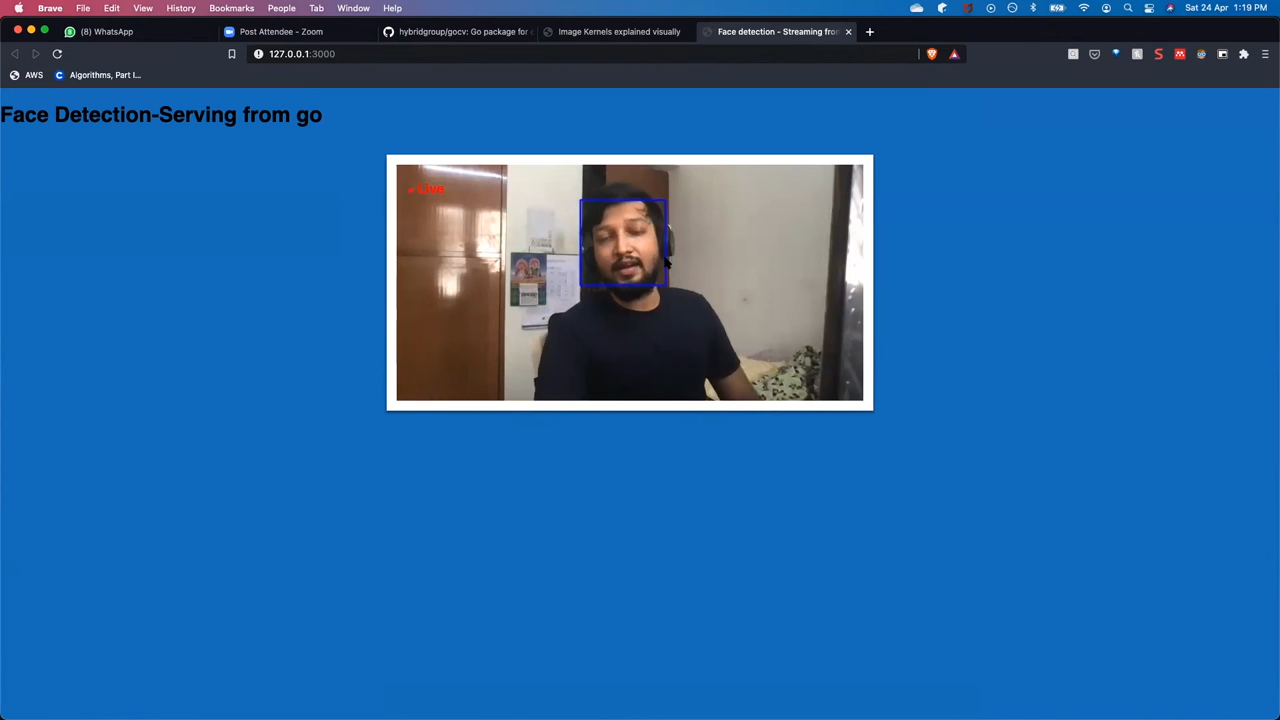 Brave File Edit View History Bookmarks People Tab Window Help Sat 24 Apr 1:19 PM
(8) WhatsApp Post Attendee - Zoom hybridgroup/gocv: Go package for Image Kernels explained visually Face detection - Streaming from
127.0.0.1:3000
AWS Algorithms, Part I...
Face Detection-Serving from go
Live